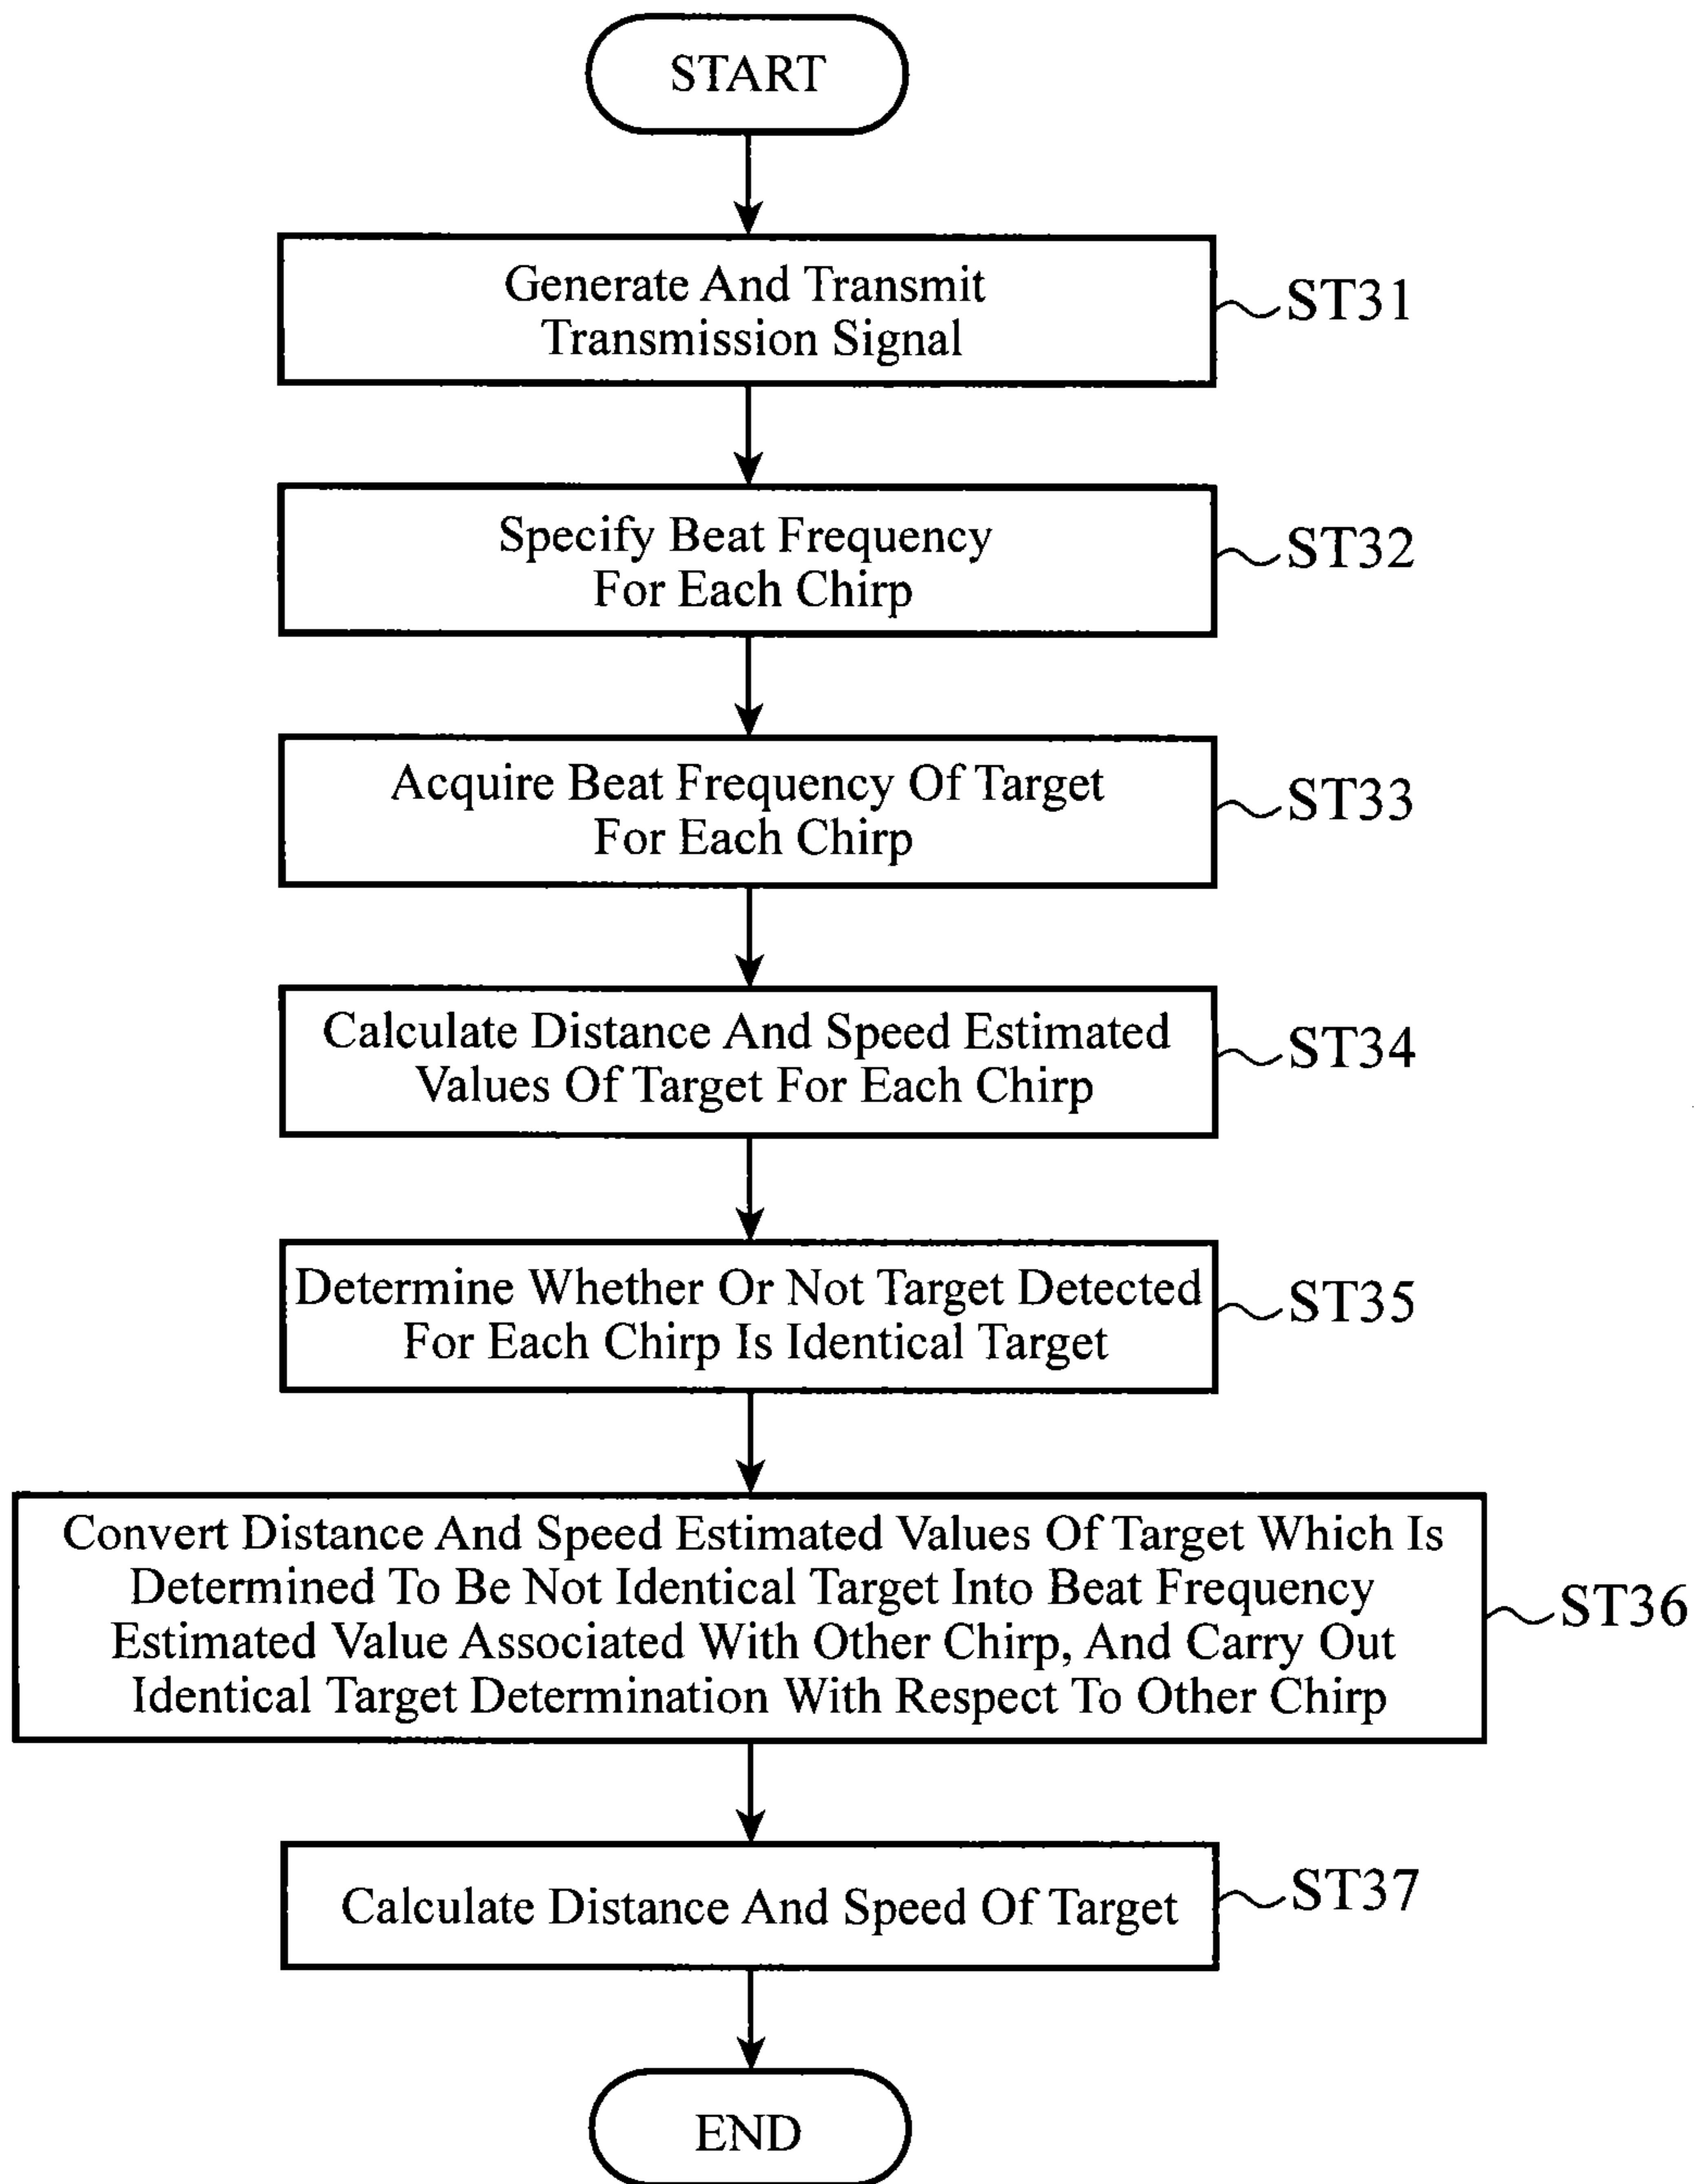 START
Generate And Transmit
Transmission Signal
ST31
Specify Beat Frequency
For Each Chirp
ST32
Acquire Beat Frequency Of Target
For Each Chirp
ST33
Calculate Distance And Speed Estimated
Values Of Target For Each Chirp
ST34
Determine Whether Or Not Target Detected
For Each Chirp Is Identical Target
ST35
Convert Distance And Speed Estimated Values Of Target Which Is
Determined To Be Not Identical Target Into Beat Frequency
Estimated Value Associated With Other Chirp, And Carry Out
Identical Target Determination With Respect To Other Chirp
ST36
Calculate Distance And Speed Of Target
ST37
END